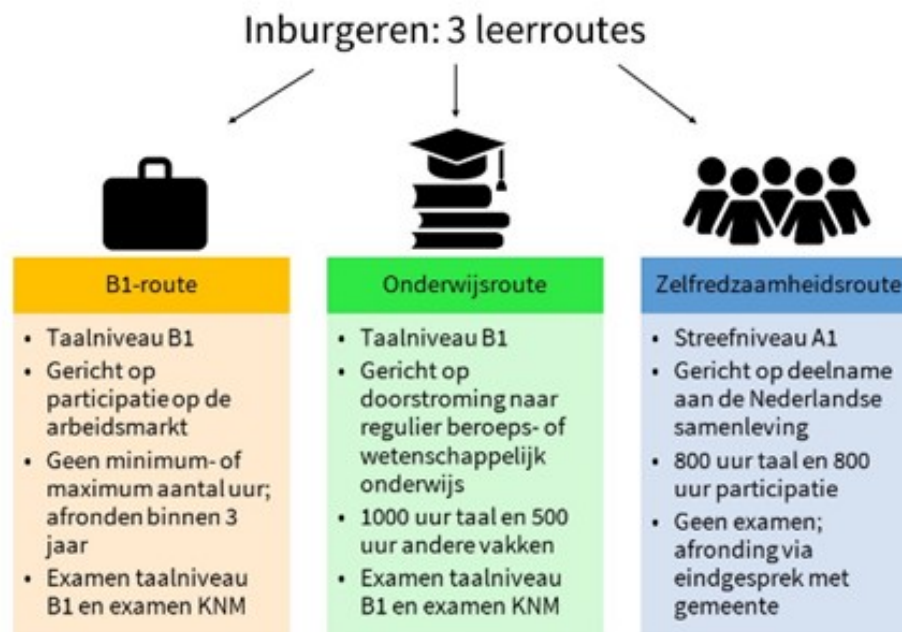 Inburgeren: 3 leerroutes
B1-route
• Taalniveau B1
• Gericht op
participatie op de
arbeidsmarkt
• Geen minimum- of
maximum aantal uur;
afronden binnen 3
jaar
• Examen taalniveau
B1 en examen KNM
Onderwijsroute
• Taalniveau B1
• Gericht op
doorstroming naar
regulier beroeps- of
wetenschappelijk
onderwijs
• 1000 uur taal en 500
uur andere vakken
• Examen taalniveau
B1 en examen KNM
Zelfredzaamheidsroute
• Streefniveau A1
• Gericht op deelname
aan de Nederlandse
samenleving
• 800 uur taal en 800
uur participatie
• Geen examen;
afronding via
eindgesprek met
gemeente